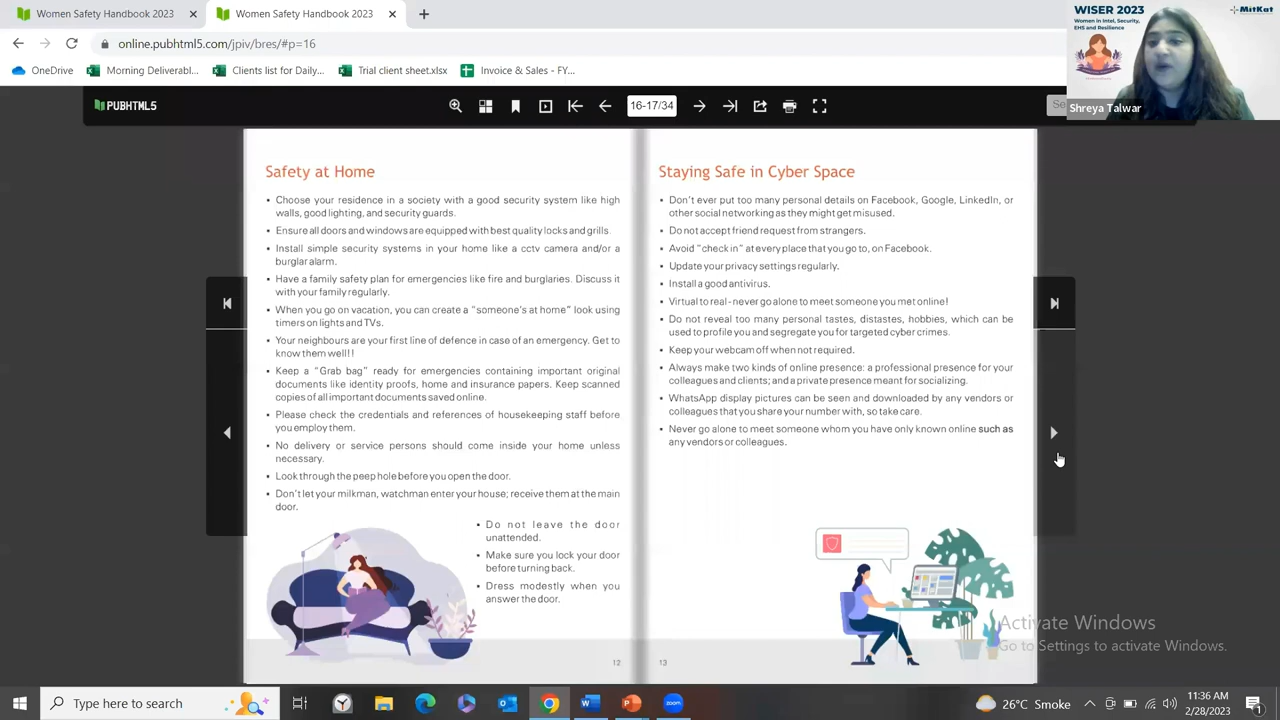 Women Safety Handbook 2023
Women Safety Handbook 2023
online.pubhtml5.com/jpiv/bres/#p=16
OneDrive
Morning Deliverabl...
Clients list for Daily...
Trial client sheet.xlsx
Invoice & Sales - FY...
WISER 2023
Women in Intel, Security,
EHS and Resilience
MitKat
Shreya Talwar
PUBHTML5
16-17/34
Se
Safety at Home
• Choose your residence in a society with a good security system like high
walls, good lighting, and security guards.
• Ensure all doors and windows are equipped with best quality locks and grills.
• Install simple security systems in your home like a cctv camera and/or a
burglar alarm.
• Have a family safety plan for emergencies like fire and burglaries. Discuss it
with your family regularly.
• When you go on vacation, you can create a "someone's at home" look using
timers on lights and TVs.
• Your neighbours are your first line of defence in case of an emergency. Get to
know them well!!
• Keep a "Grab bag" ready for emergencies containing important original
documents like identity proofs, home and insurance papers. Keep scanned
copies of all important documents saved online.
• Please check the credentials and references of housekeeping staff before
you employ them.
• No delivery or service persons should come inside your home unless
necessary.
• Look through the peep hole before you open the door.
• Don't let your milkman, watchman enter your house; receive them at the main
door.
• Do not leave the door
unattended.
• Make sure you lock your door
before turning back.
• Dress modestly when you
answer the door.
12
Staying Safe in Cyber Space
• Don't ever put too many personal details on Facebook, Google, LinkedIn, or
other social networking as they might get misused.
• Do not accept friend request from strangers.
• Avoid "check in" at every place that you go to, on Facebook.
• Update your privacy settings regularly.
• Install a good antivirus.
• Virtual to real - never go alone to meet someone you met online!
• Do not reveal too many personal tastes, distastes, hobbies, which can be
used to profile you and segregate you for targeted cyber crimes.
• Keep your webcam off when not required.
• Always make two kinds of online presence: a professional presence for your
colleagues and clients; and a private presence meant for socializing.
• WhatsApp display pictures can be seen and downloaded by any vendors or
colleagues that you share your number with, so take care.
• Never go alone to meet someone whom you have only known online such as
any vendors or colleagues.
13
Activate Windows
Go to Settings to activate Windows.
Type here to search
zoom
26°C Smoke
11:36 AM
2/28/2023
1